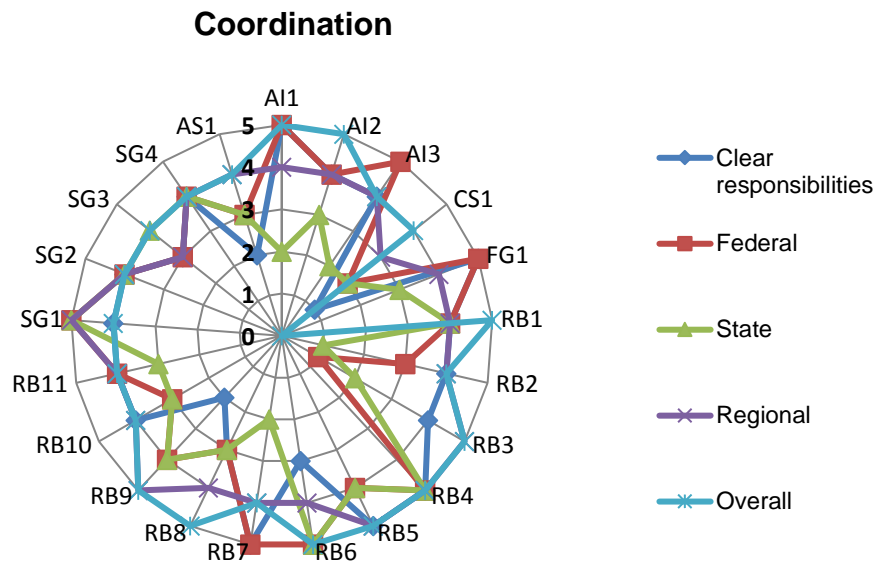 Coordination
AI1
AI2
AI3
CS1
FG1
RB1
RB2
RB3
RB4
RB5
RB6
RB7
RB8
RB9
RB10
RB11
SG1
SG2
SG3
SG4
AS1
5
4
3
2
1
0
Clear
responsibilities
Federal
State
Regional
Overall